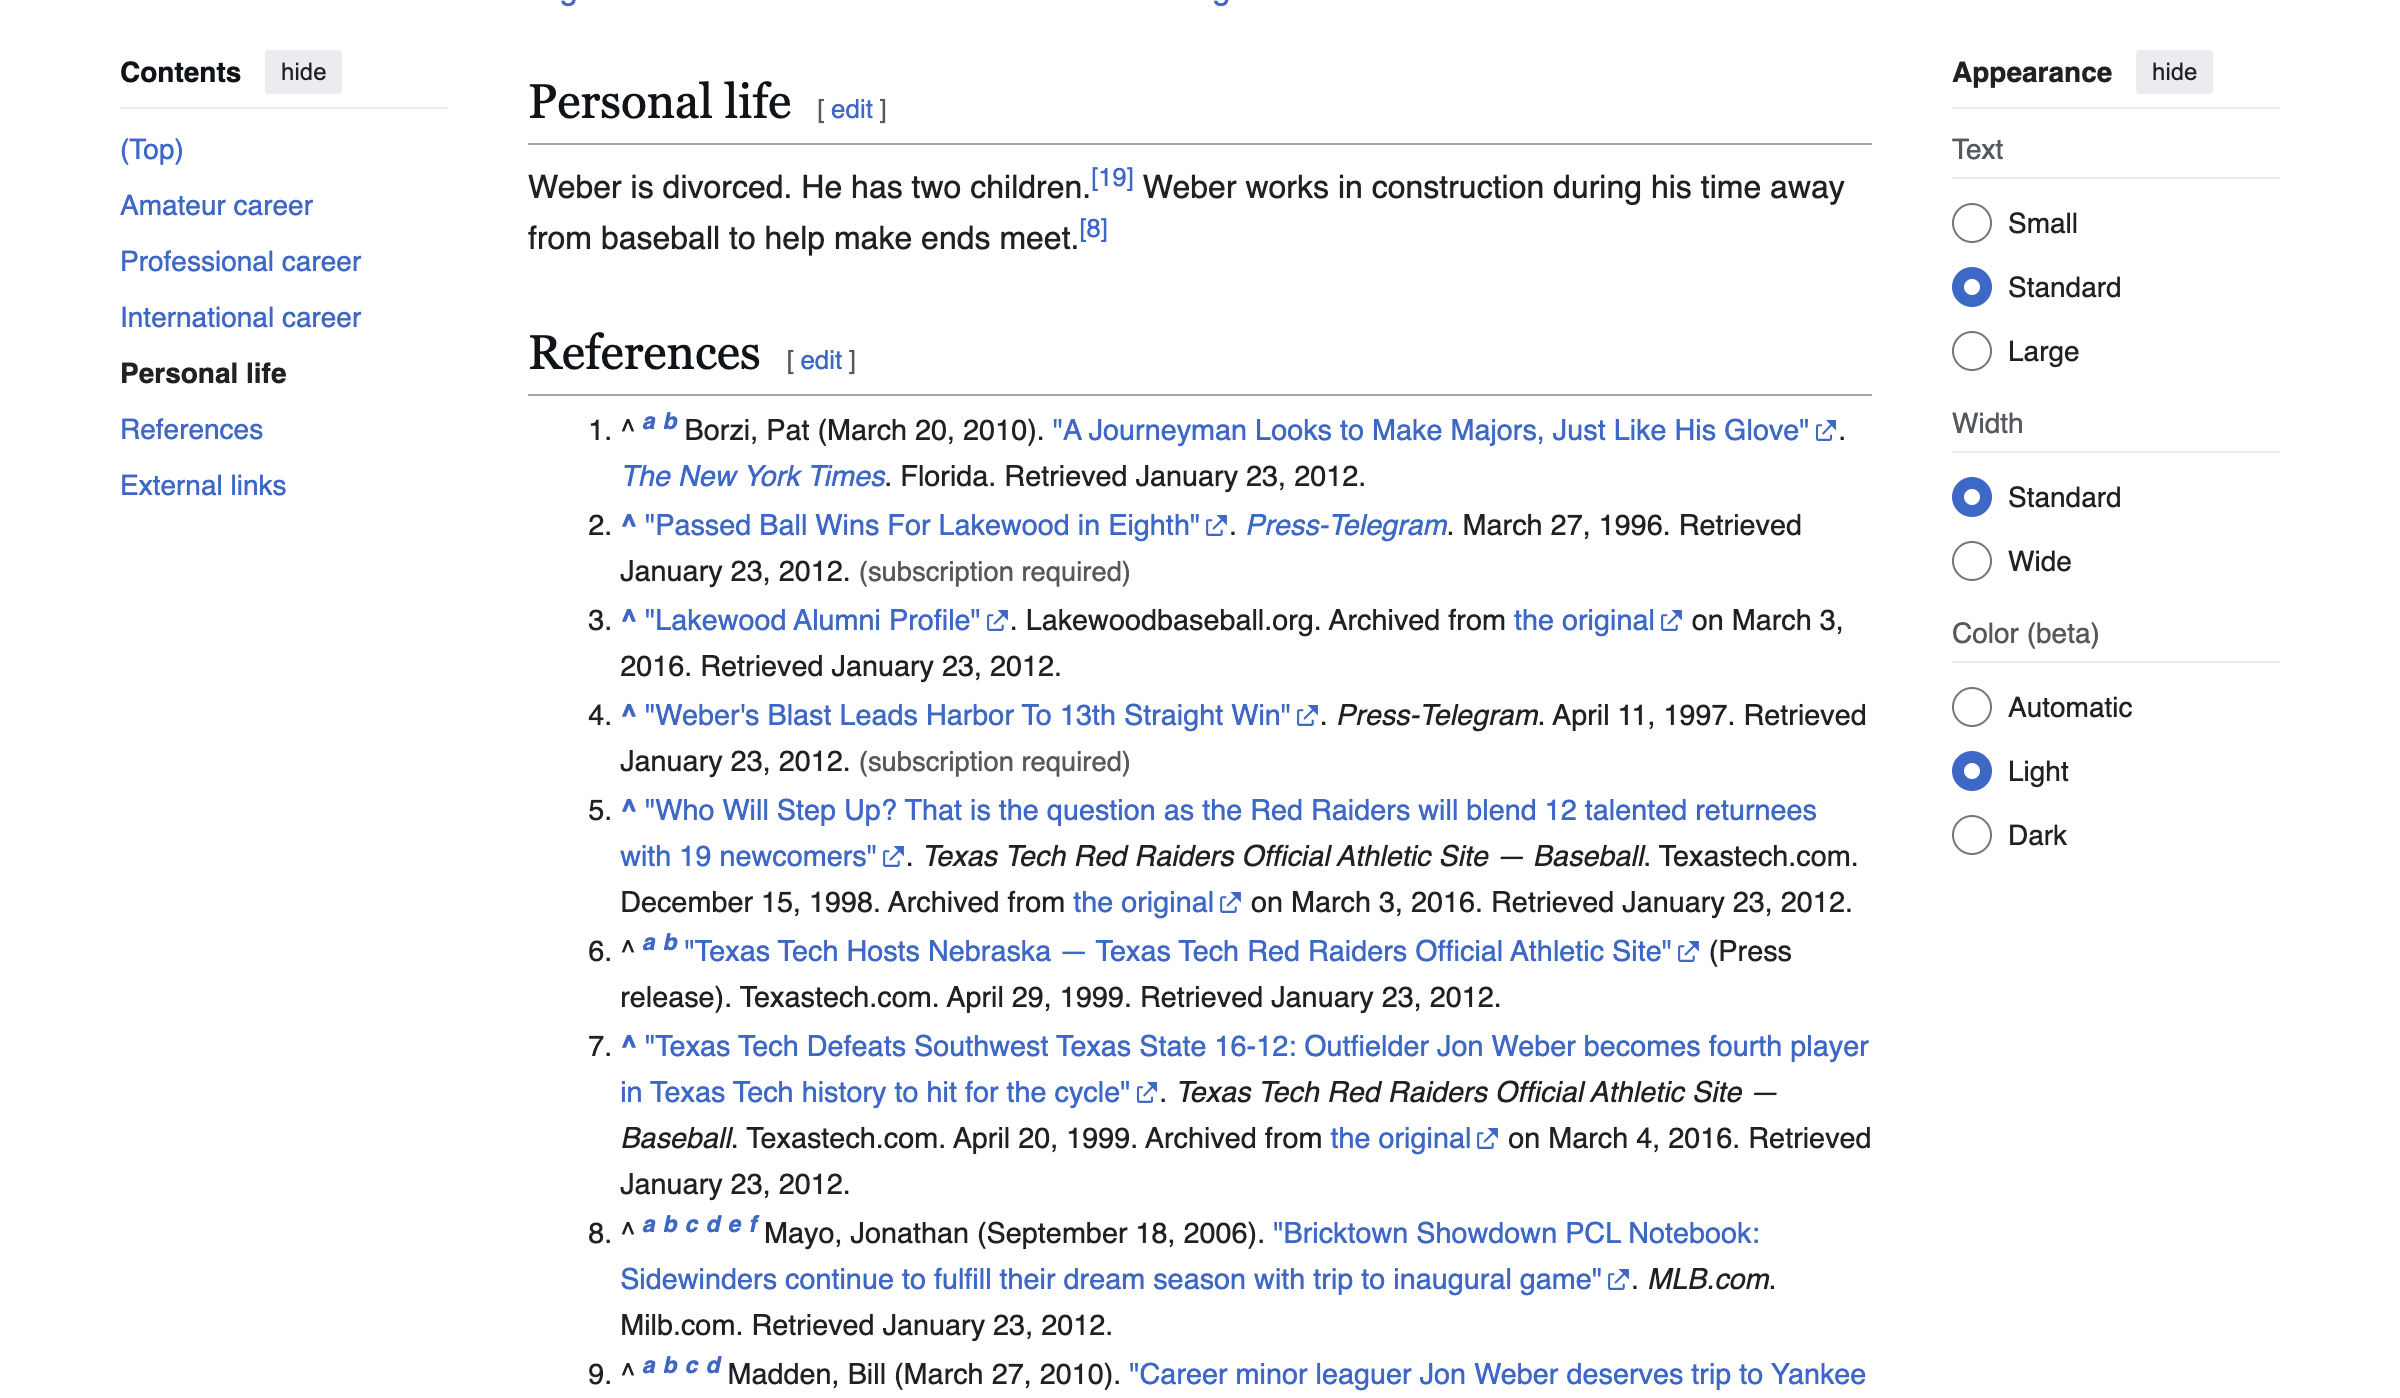 Contents hide
(Top)
Amateur career
Professional career
International career
Personal life
References
External links
Personal life [ edit ]
Weber is divorced. He has two children.[19] Weber works in construction during his time away
from baseball to help make ends meet.[8]
References [ edit ]
1. ^ a b Borzi, Pat (March 20, 2010). "A Journeyman Looks to Make Majors, Just Like His Glove".
The New York Times. Florida. Retrieved January 23, 2012.
2. ^ "Passed Ball Wins For Lakewood in Eighth". Press-Telegram. March 27, 1996. Retrieved
January 23, 2012. (subscription required)
3. ^ "Lakewood Alumni Profile". Lakewoodbaseball.org. Archived from the original on March 3,
2016. Retrieved January 23, 2012.
4. ^ "Weber's Blast Leads Harbor To 13th Straight Win". Press-Telegram. April 11, 1997. Retrieved
January 23, 2012. (subscription required)
5. ^ "Who Will Step Up? That is the question as the Red Raiders will blend 12 talented returnees
with 19 newcomers". Texas Tech Red Raiders Official Athletic Site — Baseball. Texastech.com.
December 15, 1998. Archived from the original on March 3, 2016. Retrieved January 23, 2012.
6. ^ a b "Texas Tech Hosts Nebraska — Texas Tech Red Raiders Official Athletic Site" (Press
release). Texastech.com. April 29, 1999. Retrieved January 23, 2012.
7. ^ "Texas Tech Defeats Southwest Texas State 16-12: Outfielder Jon Weber becomes fourth player
in Texas Tech history to hit for the cycle". Texas Tech Red Raiders Official Athletic Site —
Baseball. Texastech.com. April 20, 1999. Archived from the original on March 4, 2016. Retrieved
January 23, 2012.
8. ^ a b c d e f Mayo, Jonathan (September 18, 2006). "Bricktown Showdown PCL Notebook:
Sidewinders continue to fulfill their dream season with trip to inaugural game". MLB.com.
Milb.com. Retrieved January 23, 2012.
9. ^ a b c d Madden, Bill (March 27, 2010). "Career minor leaguer Jon Weber deserves trip to Yankee
Appearance hide
Text
Small
Standard
Large
Width
Standard
Wide
Color (beta)
Automatic
Light
Dark